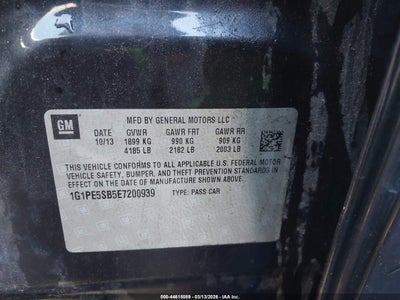 GM
MFD BY GENERAL MOTORS LLC
DATE GVWR GAWR FRT GAWR RR
10/13 1899 KG 990 KG 909 KG
4185 LB 2182 LB 2003 LB
THIS VEHICLE CONFORMS TO ALL APPLICABLE U.S. FEDERAL MOTOR
VEHICLE SAFETY, BUMPER, AND THEFT PREVENTION STANDARDS IN
EFFECT ON THE DATE OF MANUFACTURE SHOWN ABOVE.
1G1PE5SB5E7200939 TYPE: PASS CAR
000-44615089 - 03/13/2026 - IAA Inc.